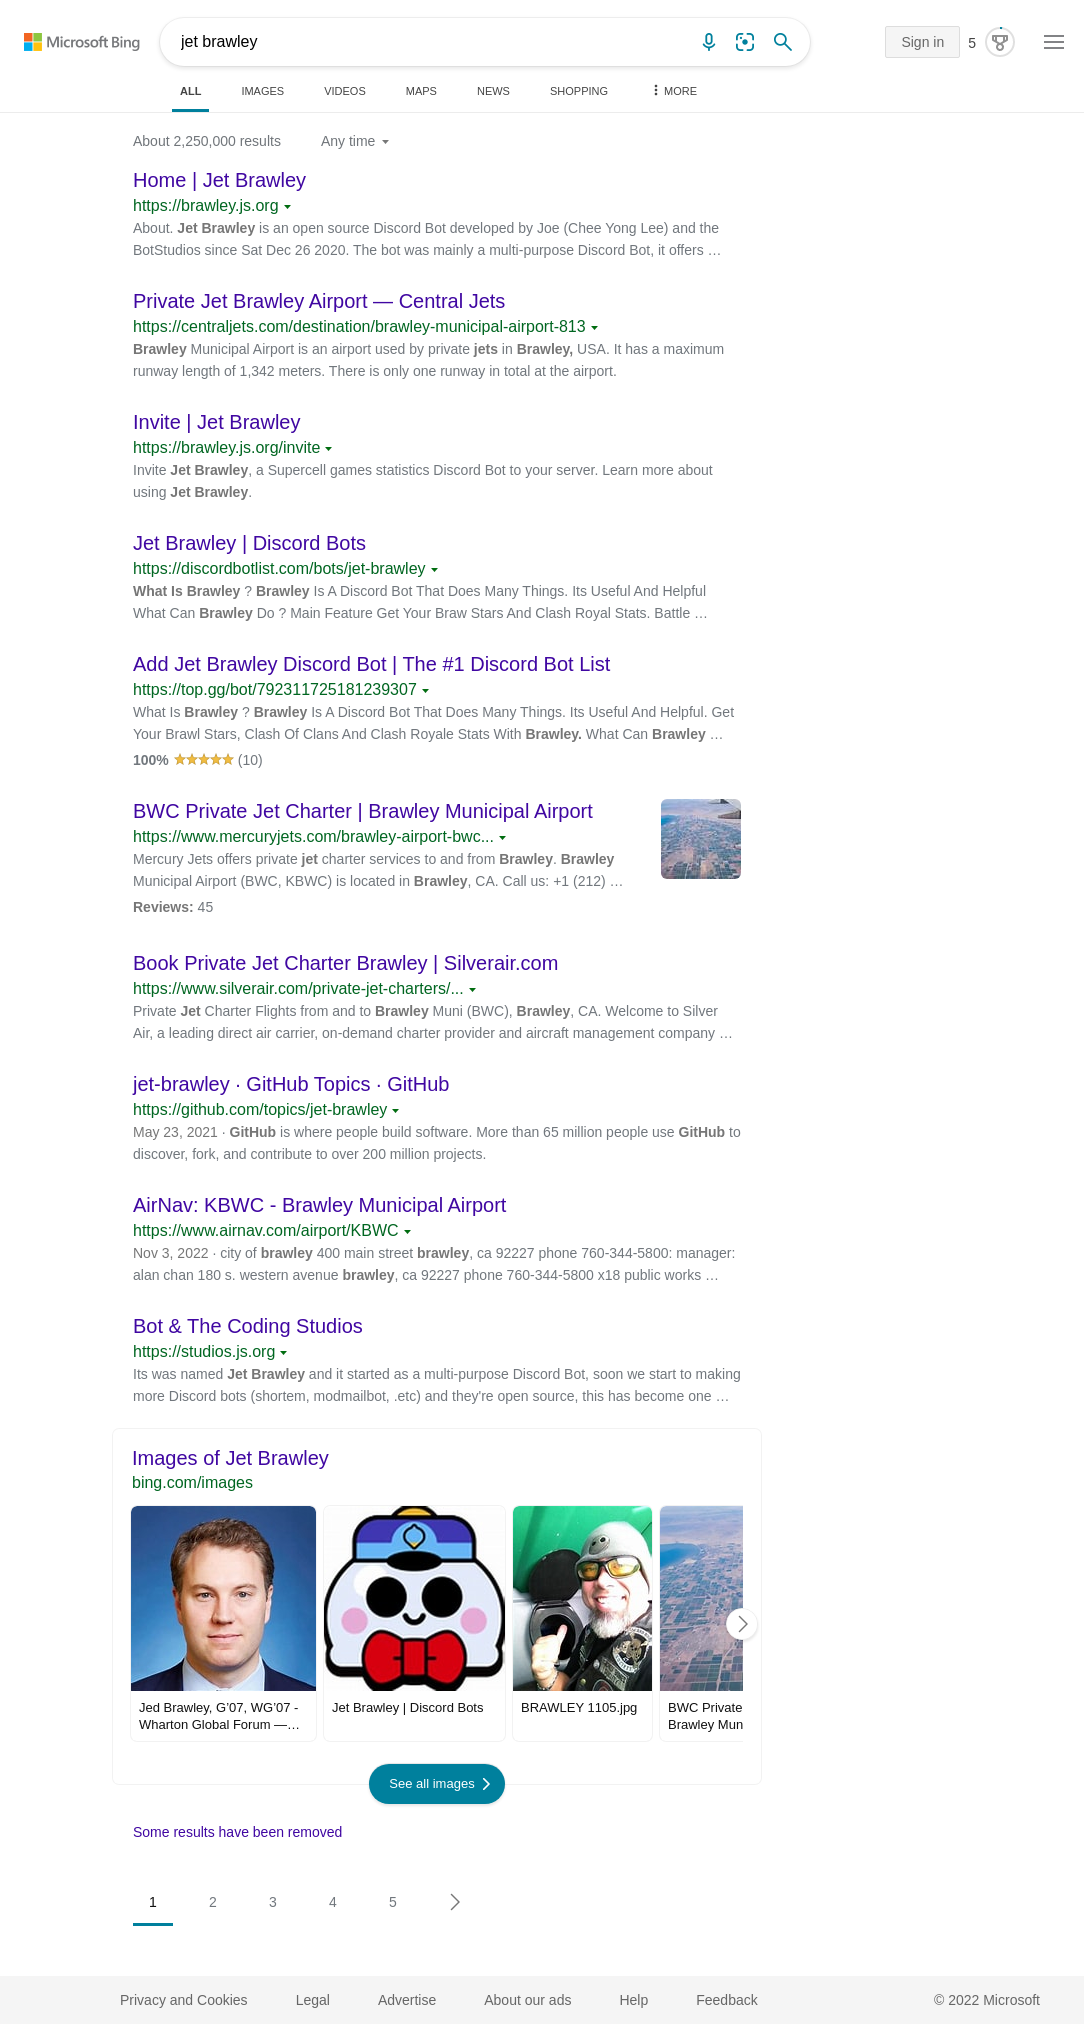 Microsoft Bing
jet brawley
Sign in
5
ALL IMAGES VIDEOS MAPS NEWS SHOPPING MORE
About 2,250,000 results Any time
Home | Jet Brawley
https://brawley.js.org
About. Jet Brawley is an open source Discord Bot developed by Joe (Chee Yong Lee) and the
BotStudios since Sat Dec 26 2020. The bot was mainly a multi-purpose Discord Bot, it offers …
Private Jet Brawley Airport — Central Jets
https://centraljets.com/destination/brawley-municipal-airport-813
Brawley Municipal Airport is an airport used by private jets in Brawley, USA. It has a maximum
runway length of 1,342 meters. There is only one runway in total at the airport.
Invite | Jet Brawley
https://brawley.js.org/invite
Invite Jet Brawley, a Supercell games statistics Discord Bot to your server. Learn more about
using Jet Brawley.
Jet Brawley | Discord Bots
https://discordbotlist.com/bots/jet-brawley
What Is Brawley ? Brawley Is A Discord Bot That Does Many Things. Its Useful And Helpful
What Can Brawley Do ? Main Feature Get Your Braw Stars And Clash Royal Stats. Battle …
Add Jet Brawley Discord Bot | The #1 Discord Bot List
https://top.gg/bot/792311725181239307
What Is Brawley ? Brawley Is A Discord Bot That Does Many Things. Its Useful And Helpful. Get
Your Brawl Stars, Clash Of Clans And Clash Royale Stats With Brawley. What Can Brawley …
100% (10)
BWC Private Jet Charter | Brawley Municipal Airport
https://www.mercuryjets.com/brawley-airport-bwc...
Mercury Jets offers private jet charter services to and from Brawley. Brawley
Municipal Airport (BWC, KBWC) is located in Brawley, CA. Call us: +1 (212) …
Reviews: 45
Book Private Jet Charter Brawley | Silverair.com
https://www.silverair.com/private-jet-charters/...
Private Jet Charter Flights from and to Brawley Muni (BWC), Brawley, CA. Welcome to Silver
Air, a leading direct air carrier, on-demand charter provider and aircraft management company …
jet-brawley · GitHub Topics · GitHub
https://github.com/topics/jet-brawley
May 23, 2021 · GitHub is where people build software. More than 65 million people use GitHub to
discover, fork, and contribute to over 200 million projects.
AirNav: KBWC - Brawley Municipal Airport
https://www.airnav.com/airport/KBWC
Nov 3, 2022 · city of brawley 400 main street brawley, ca 92227 phone 760-344-5800: manager:
alan chan 180 s. western avenue brawley, ca 92227 phone 760-344-5800 x18 public works …
Bot & The Coding Studios
https://studios.js.org
Its was named Jet Brawley and it started as a multi-purpose Discord Bot, soon we start to making
more Discord bots (shortem, modmailbot, .etc) and they're open source, this has become one …
Images of Jet Brawley
bing.com/images
Jed Brawley, G’07, WG’07 -
Wharton Global Forum —…
Jet Brawley | Discord Bots
BRAWLEY 1105.jpg
BWC Private
Brawley Mun
See all images
Some results have been removed
1 2 3 4 5
Privacy and Cookies Legal Advertise About our ads Help Feedback © 2022 Microsoft